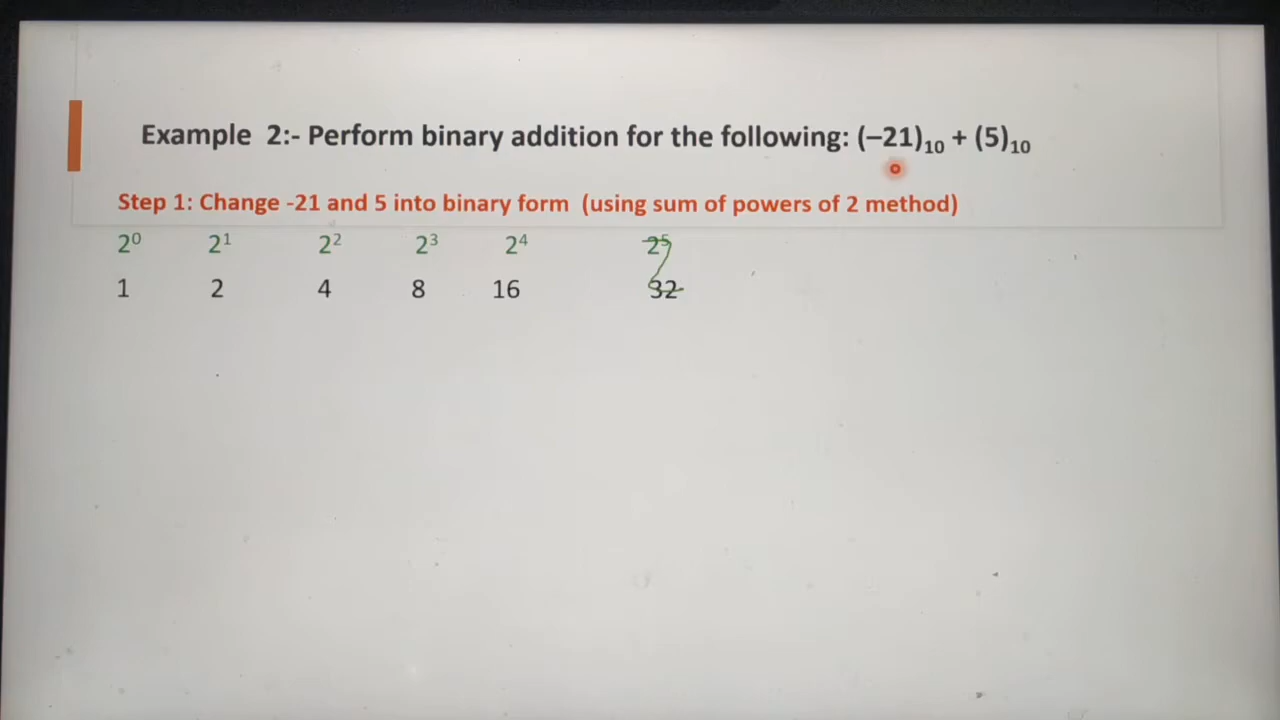 Example 2:- Perform binary addition for the following: (–21)₁₀ + (5)₁₀
Step 1: Change -21 and 5 into binary form (using sum of powers of 2 method)
2⁰ 2¹ 2² 2³ 2⁴ 2⁵
1 2 4 8 16 32